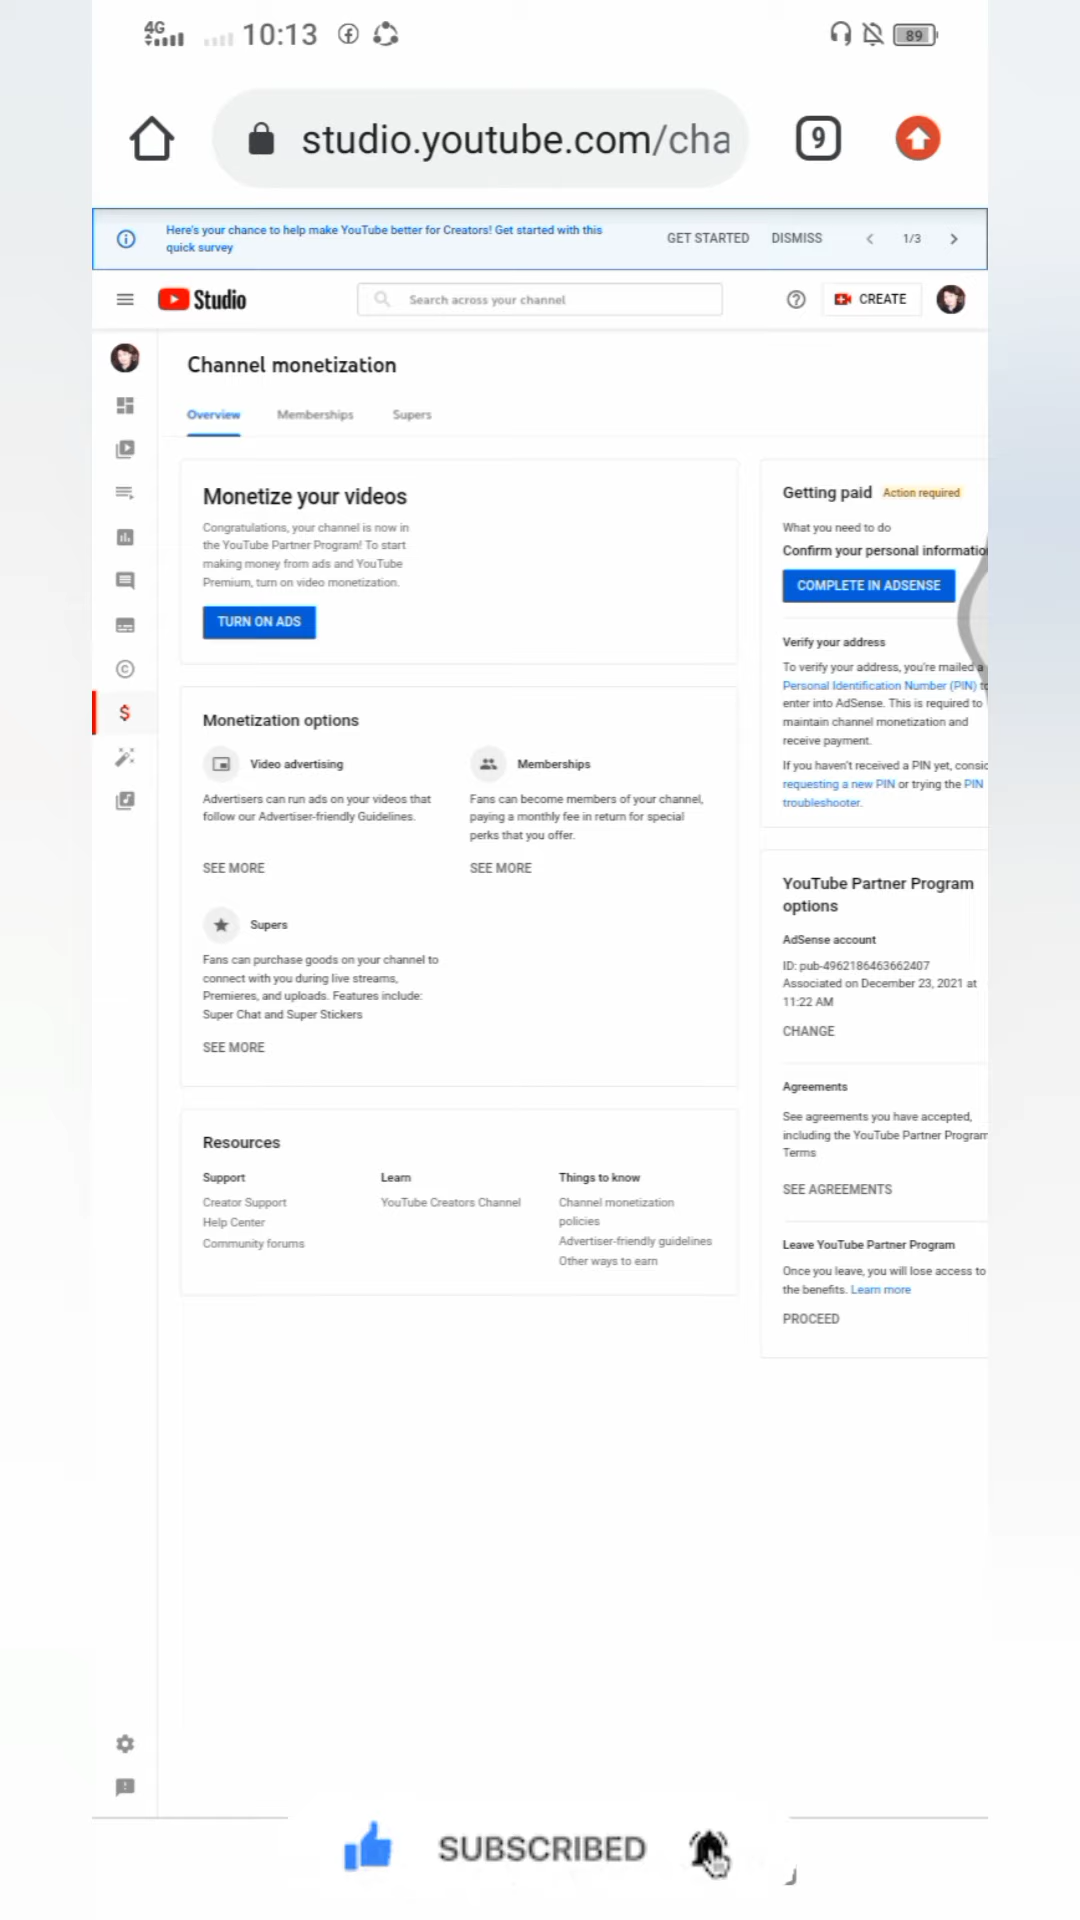 4G 10:13 89
studio.youtube.com/cha 9
Here's your chance to help make YouTube better for Creators! Get started with this
quick survey
GET STARTED DISMISS 1/3
Studio
Search across your channel
CREATE
Channel monetization
Overview Memberships Supers
Monetize your videos
Congratulations, your channel is now in
the YouTube Partner Program! To start
making money from ads and YouTube
Premium, turn on video monetization.
TURN ON ADS
Monetization options
Video advertising
Advertisers can run ads on your videos that
follow our Advertiser-friendly Guidelines.
SEE MORE
Memberships
Fans can become members of your channel,
paying a monthly fee in return for special
perks that you offer.
SEE MORE
Supers
Fans can purchase goods on your channel to
connect with you during live streams,
Premieres, and uploads. Features include:
Super Chat and Super Stickers
SEE MORE
Resources
Support
Creator Support
Help Center
Community forums
Learn
YouTube Creators Channel
Things to know
Channel monetization
policies
Advertiser-friendly guidelines
Other ways to earn
Getting paid Action required
What you need to do
Confirm your personal informatio
COMPLETE IN ADSENSE
Verify your address
To verify your address, you're mailed a
Personal Identification Number (PIN) to
enter into AdSense. This is required to
maintain channel monetization and
receive payment.
If you haven't received a PIN yet, consic
requesting a new PIN or trying the PIN
troubleshooter.
YouTube Partner Program
options
AdSense account
ID: pub-4962186463662407
Associated on December 23, 2021 at
11:22 AM
CHANGE
Agreements
See agreements you have accepted,
including the YouTube Partner Program
Terms
SEE AGREEMENTS
Leave YouTube Partner Program
Once you leave, you will lose access to
the benefits. Learn more
PROCEED
SUBSCRIBED